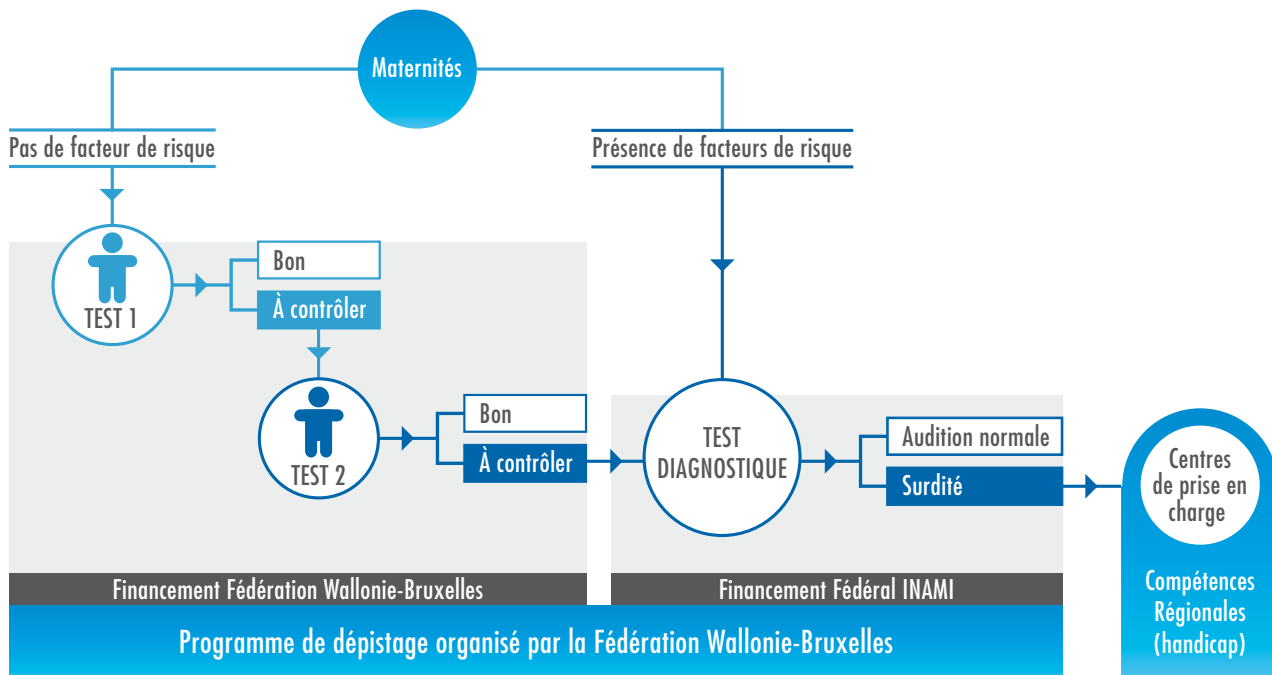 Maternités
Pas de facteur de risque
Présence de facteurs de risque
TEST 1
Bon
À contrôler
TEST 2
Bon
À contrôler
TEST
DIAGNOSTIQUE
Audition normale
Surdité
Centres
de prise en
charge
Compétences
Régionales
(handicap)
Financement Fédération Wallonie-Bruxelles
Financement Fédéral INAMI
Programme de dépistage organisé par la Fédération Wallonie-Bruxelles